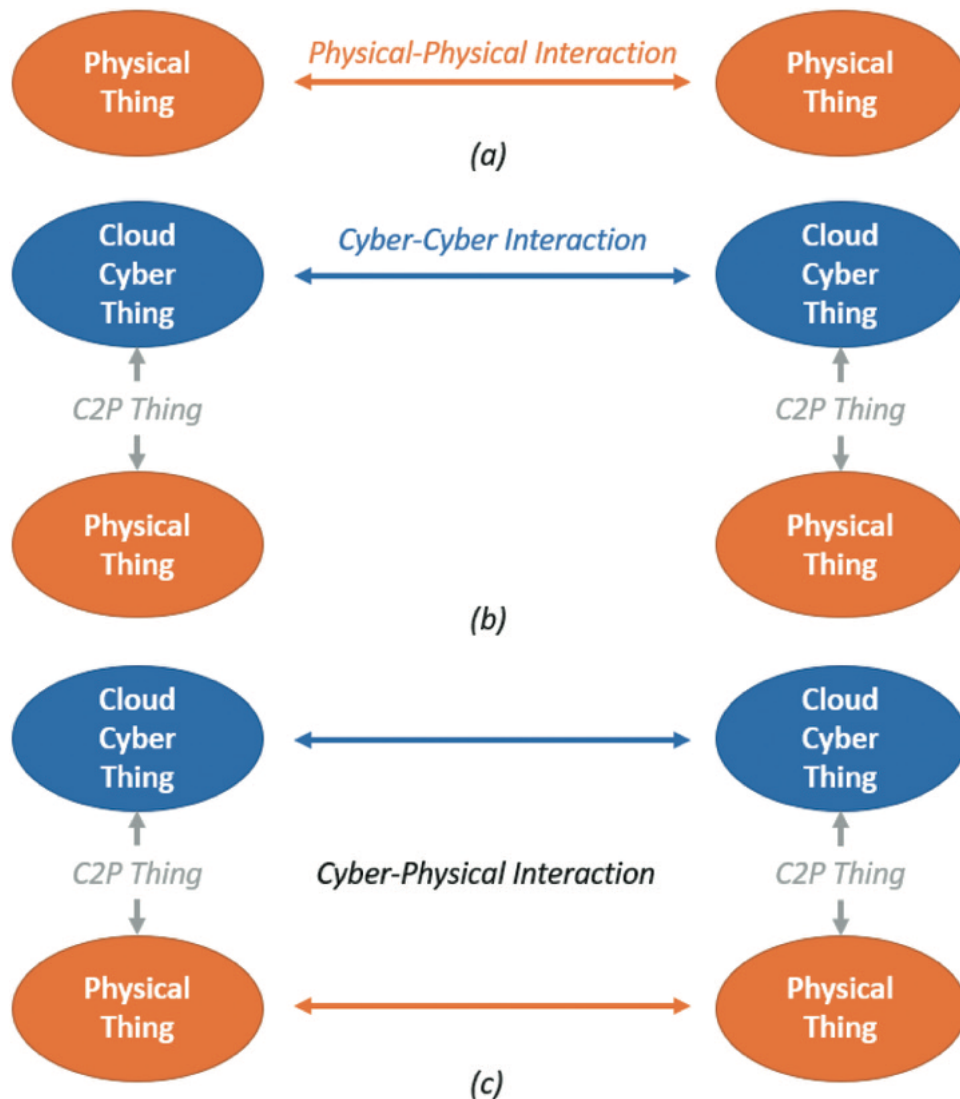 Physical
Thing
Physical-Physical Interaction
Physical
Thing
(a)
Cloud
Cyber
Thing
Cyber-Cyber Interaction
Cloud
Cyber
Thing
C2P Thing
C2P Thing
Physical
Thing
Physical
Thing
(b)
Cloud
Cyber
Thing
Cloud
Cyber
Thing
C2P Thing
Cyber-Physical Interaction
C2P Thing
Physical
Thing
Physical
Thing
(c)